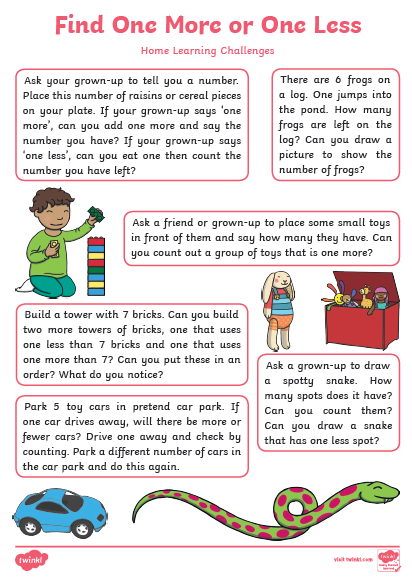 Find One More or One Less
Home Learning Challenges
Ask your grown-up to tell you a number.
Place this number of raisins or cereal pieces
on your plate. If your grown-up says ‘one
more’, can you add one more and say the
number you have? If your grown-up says
‘one less’, can you eat one then count the
number you have left?
There are 6 frogs on
a log. One jumps into
the pond. How many
frogs are left on the
log? Can you draw a
picture to show the
number of frogs?
Ask a friend or grown-up to place some small toys
in front of them and say how many they have. Can
you count out a group of toys that is one more?
Build a tower with 7 bricks. Can you build
two more towers of bricks, one that uses
one less than 7 bricks and one that uses
one more than 7? Can you put these in an
order? What do you notice?
Ask a grown-up to draw
a spotty snake. How
many spots does it have?
Can you count them?
Can you draw a snake
that has one less spot?
Park 5 toy cars in pretend car park. If
one car drives away, will there be more or
fewer cars? Drive one away and check by
counting. Park a different number of cars in
the car park and do this again.
twinkl
visit twinkl.com
twinkl